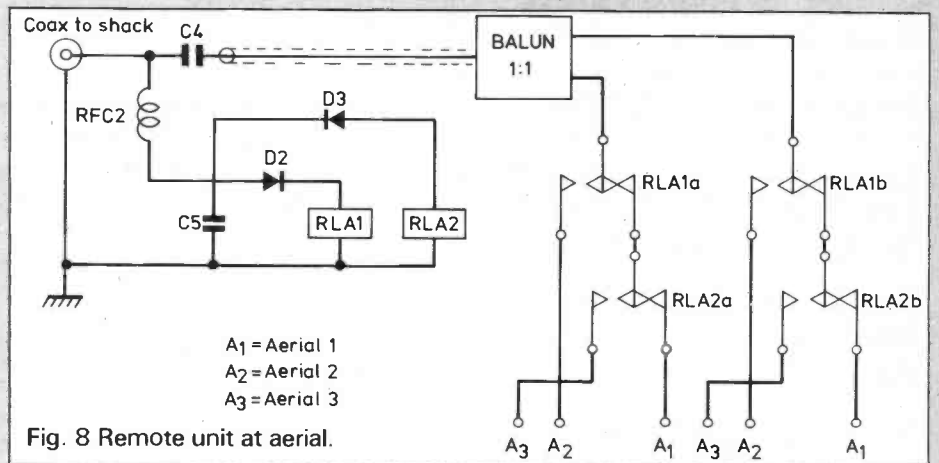 Coax to shack
C4
BALUN
1:1
RFC2
D3
D2
RLA1a
RLA1b
C5
RLA1
RLA2
RLA2a
RLA2b
A1 = Aerial 1
A2 = Aerial 2
A3 = Aerial 3
Fig. 8 Remote unit at aerial.
A3 A2 A1 A3 A2 A1